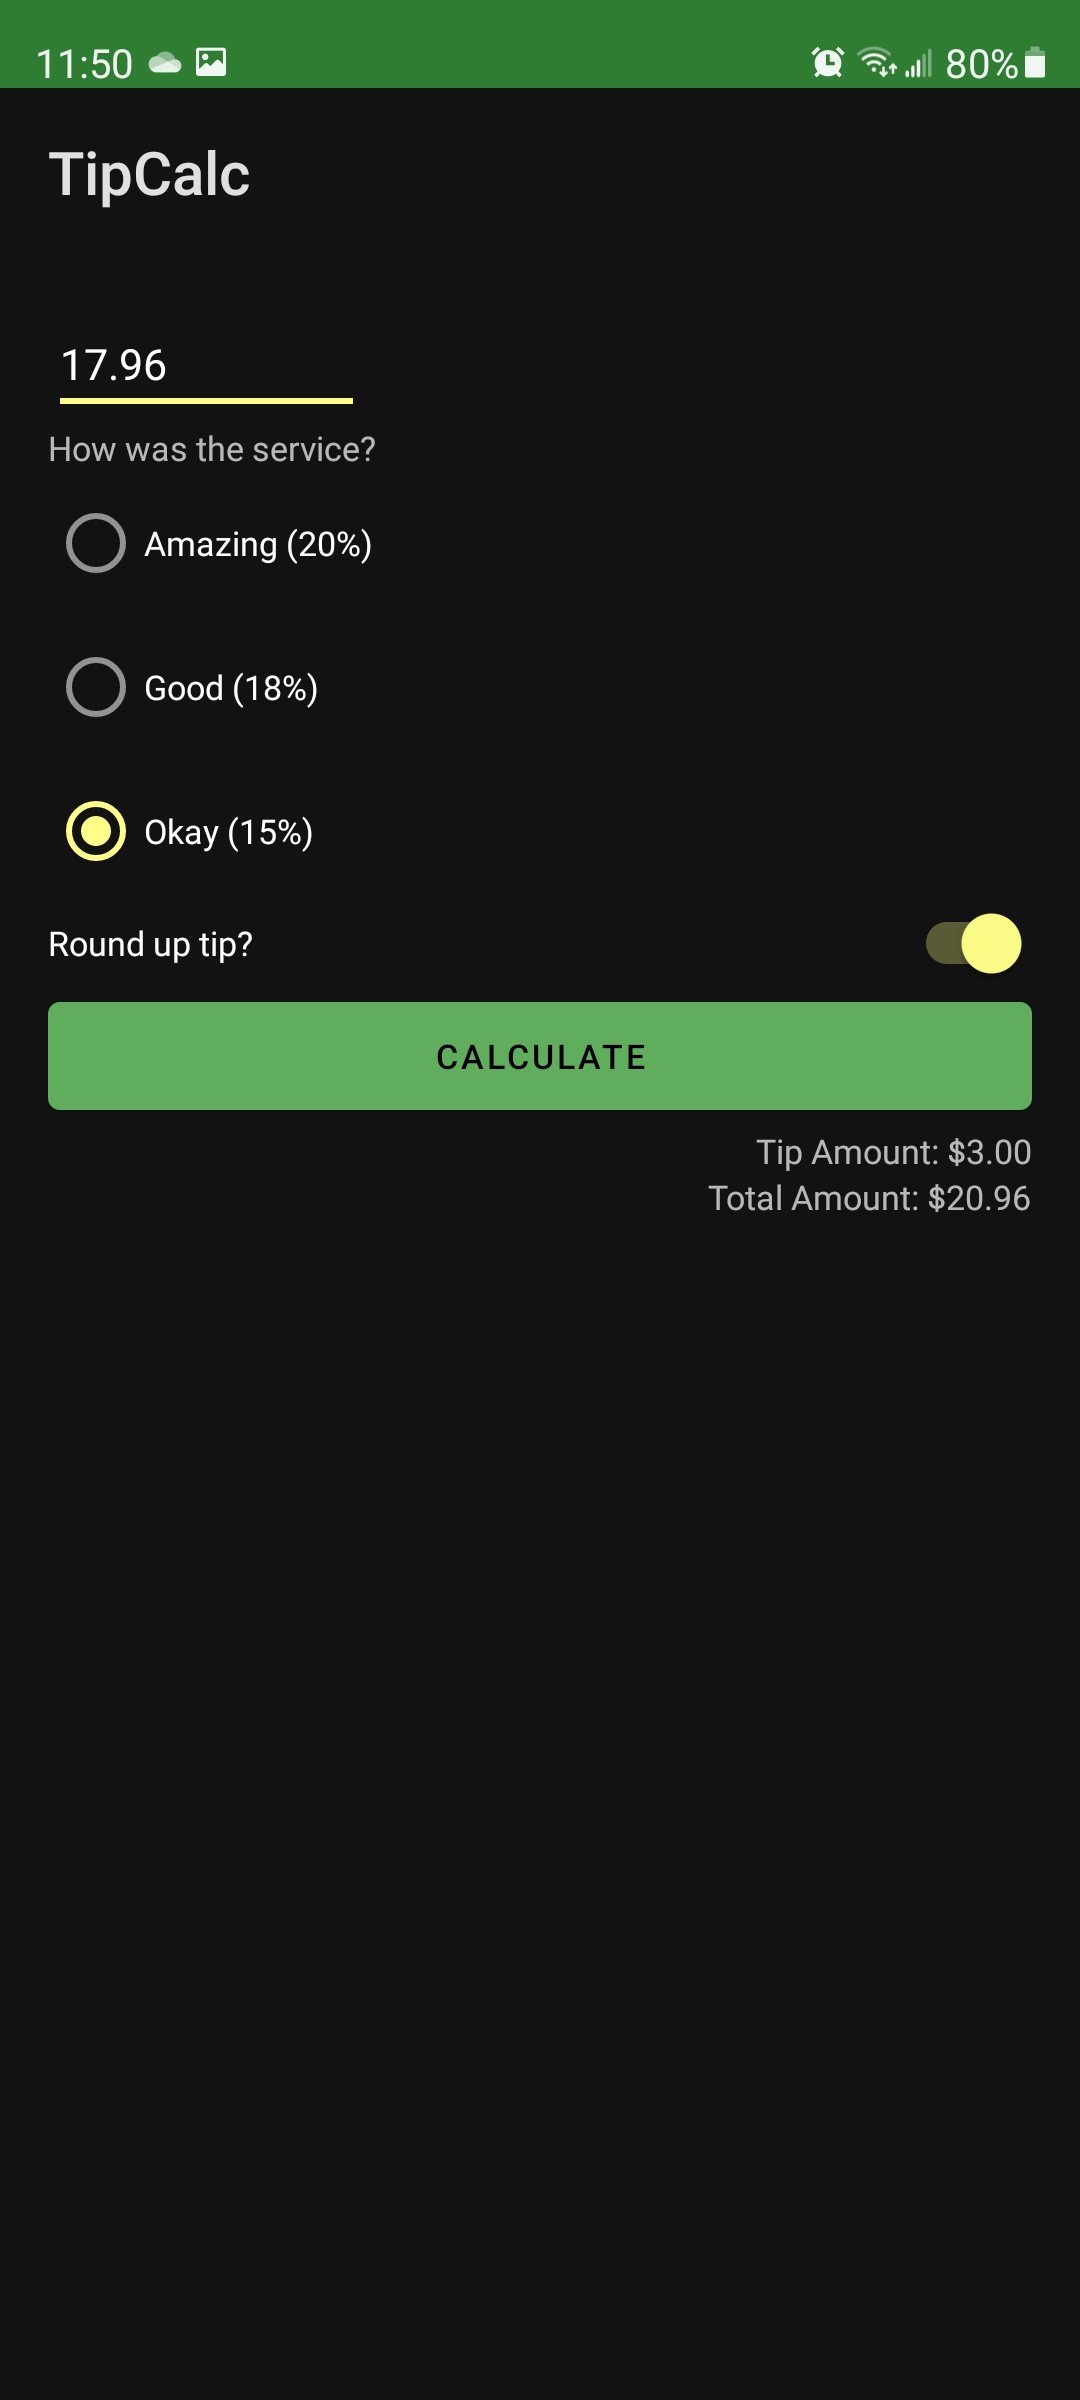 11:50 80%
TipCalc
17.96
How was the service?
Amazing (20%)
Good (18%)
Okay (15%)
Round up tip?
CALCULATE
Tip Amount: $3.00
Total Amount: $20.96